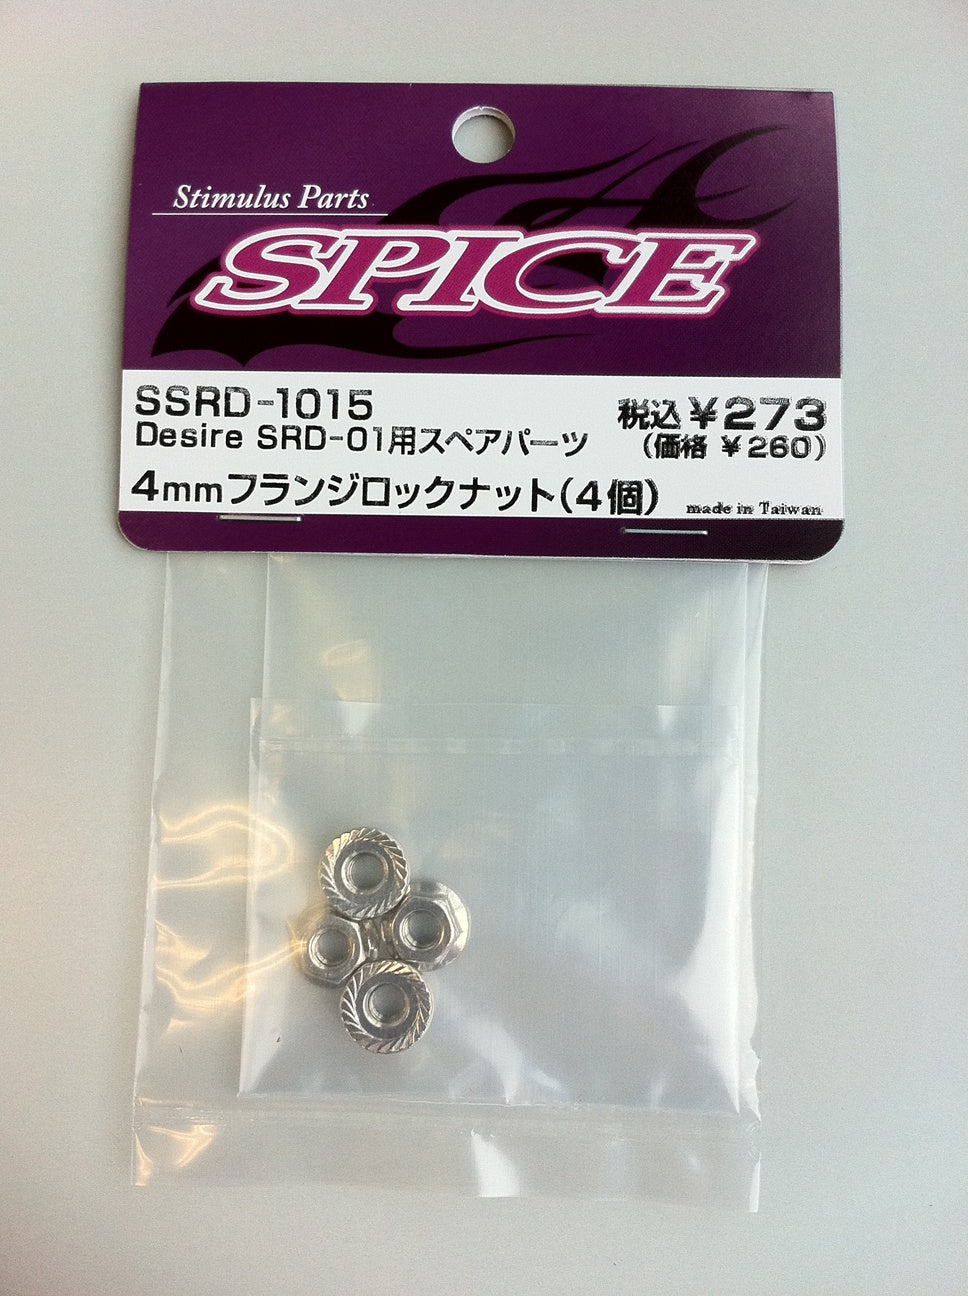 Stimulus Parts
SPICE
SSRD-1015
税込¥273
Desire SRD-01用スペアパーツ
(価格 ¥260)
4mmフランジロックナット(4個)
made in Taiwan